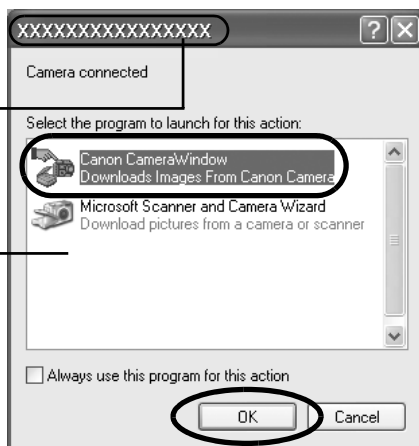 XXXXXXXXXXXXXXXX
Camera connected
Select the program to launch for this action:
Canon CameraWindow
Downloads Images From Canon Camera
Microsoft Scanner and Camera Wizard
Download pictures from a camera or scanner
Always use this program for this action
OK Cancel